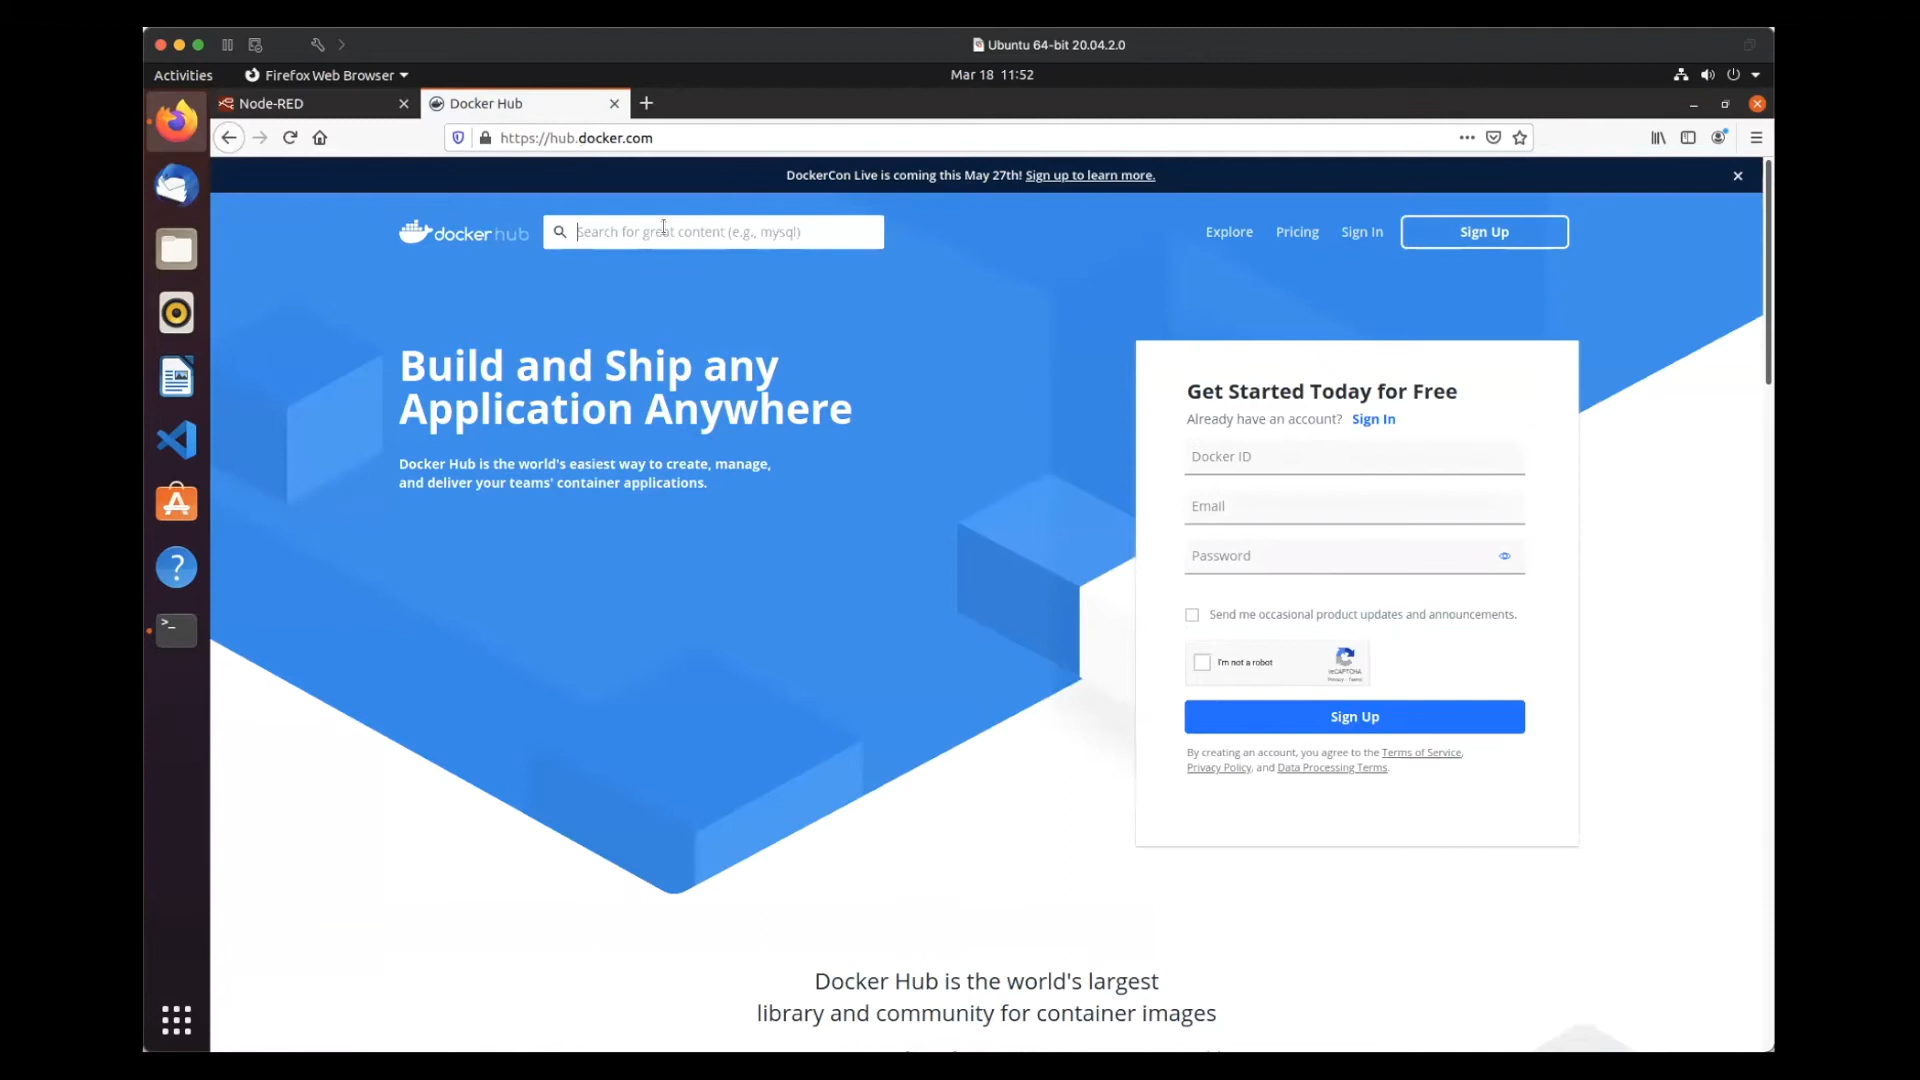 Ubuntu 64-bit 20.04.2.0
Activities
Firefox Web Browser
Mar 18 11:52
Node-RED
Docker Hub
https://hub.docker.com
DockerCon Live is coming this May 27th! Sign up to learn more.
docker hub
Search for great content (e.g., mysql)
Explore
Pricing
Sign In
Sign Up
Build and Ship any
Application Anywhere
Docker Hub is the world's easiest way to create, manage,
and deliver your teams' container applications.
Get Started Today for Free
Already have an account? Sign In
Docker ID
Email
Password
Send me occasional product updates and announcements.
I'm not a robot
reCAPTCHA
Privacy - Terms
Sign Up
By creating an account, you agree to the Terms of Service,
Privacy Policy, and Data Processing Terms.
Docker Hub is the world's largest
library and community for container images